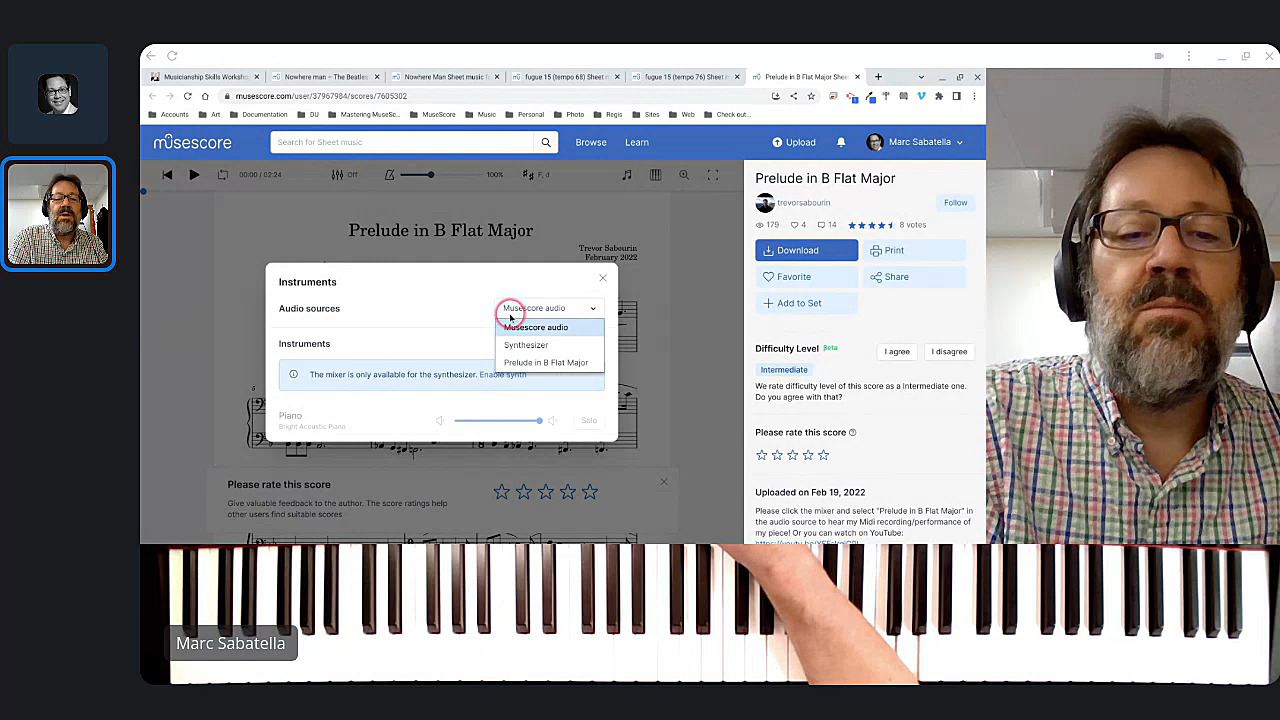 Musicianship Skills Worksho
Nowhere man – The Beatles
Nowhere Man Sheet music f
fugue 15 (tempo 68) Sheet m
fugue 15 (tempo 76) Sheet m
Prelude in B Flat Major Shee
musescore.com/user/37967984/scores/7605302
Accounts
Art
Documentation
DU
Mastering MuseSc...
MuseScore
Music
Personal
Photo
Regis
Sites
Web
Check out...
musescore
Search for Sheet music
Browse
Learn
Upload
Marc Sabatella
00:00 / 02:24
Off
100%
F, d
Prelude in B Flat Major
Trevor Sabourin
February 2022
Instruments
Audio sources
Musescore audio
Musescore audio
Synthesizer
Prelude in B Flat Major
Instruments
The mixer is only available for the synthesizer. Enable synth
Piano
Bright Acoustic Piano
Solo
Please rate this score
Give valuable feedback to the author. The score ratings help
other users find suitable scores
Prelude in B Flat Major
trevorsabourin
Follow
179
4
14
8 votes
Download
Print
Favorite
Share
Add to Set
Difficulty Level Beta
I agree
I disagree
Intermediate
We rate difficulty level of this score as a Intermediate one.
Do you agree with that?
Please rate this score
Uploaded on Feb 19, 2022
Please click the mixer and select "Prelude in B Flat Major" in
the audio source to hear my Midi recording/performance of
my piece! Or you can watch on YouTube:
Marc Sabatella